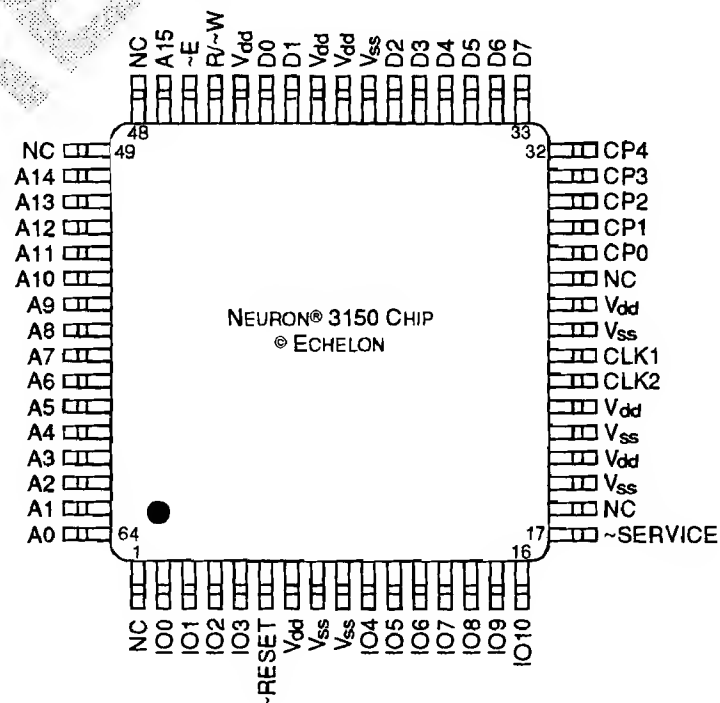 NC A15 ~E R/~W Vdd D0 D1 Vdd Vdd Vss D2 D3 D4 D5 D6 D7
48 33
NC 49 32 CP4
A14 CP3
A13 CP2
A12 CP1
A11 CP0
A10 NC
A9 Vdd
NEURON® 3150 CHIP
A8 Vss
© ECHELON
A7 CLK1
A6 CLK2
A5 Vdd
A4 Vss
A3 Vdd
A2 Vss
A1 NC
A0 64 17 ~SERVICE
1 16
NC IO0 IO1 IO2 IO3 ~RESET Vdd Vss Vss IO4 IO5 IO6 IO7 IO8 IO9 IO10